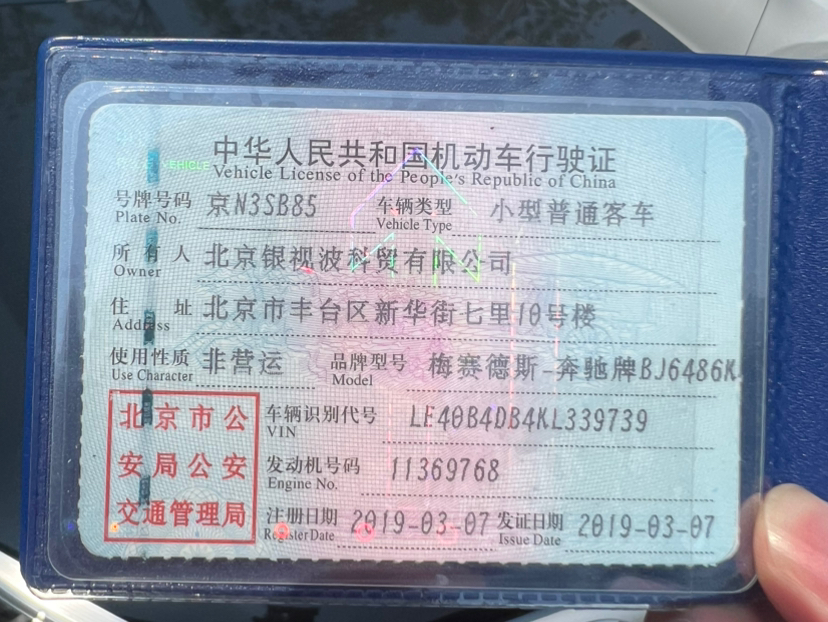 中华人民共和国机动车行驶证
VEHICLE
Vehicle License of the People's Republic of China
号牌号码 京N3SB85 车辆类型 小型普通客车
Plate No. Vehicle Type
所有人 北京银视波科贸有限公司
Owner
住址 北京市丰台区新华街七里10号楼
Address
使用性质 非营运 品牌型号 梅赛德斯-奔驰牌BJ6486K
Use Character Model
北京市公
安局公安
交通管理局
车辆识别代号 LE40B4DB4KL339739
VIN
发动机号码 11369768
Engine No.
注册日期 2019-03-07 发证日期 2019-03-07
Register Date Issue Date